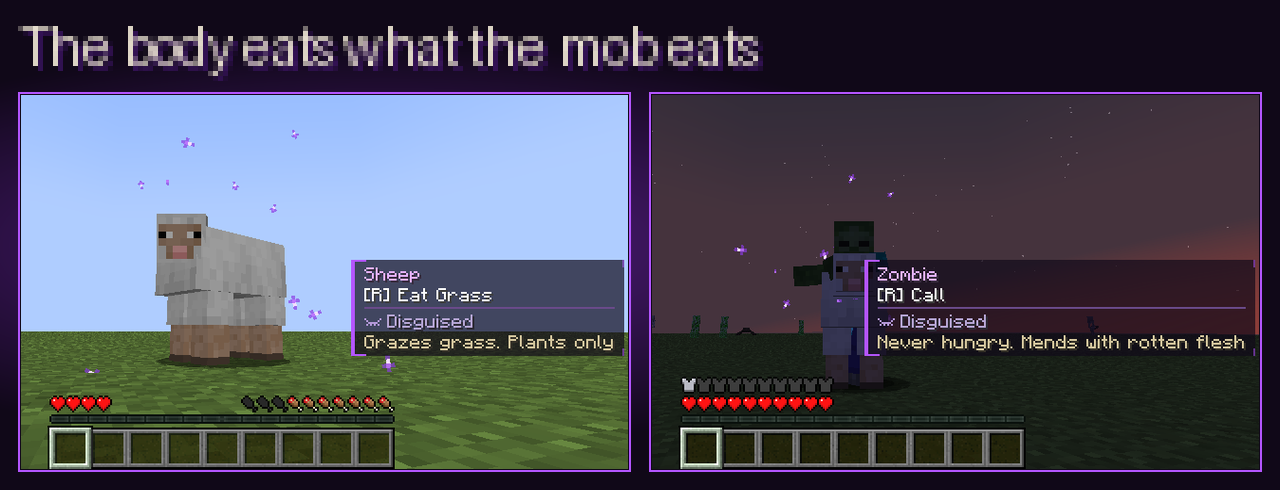 The body eats what the mob eats
Sheep
[R] Eat Grass
Disguised
Grazes grass. Plants only
Zombie
[R] Call
Disguised
Never hungry. Mends with rotten flesh